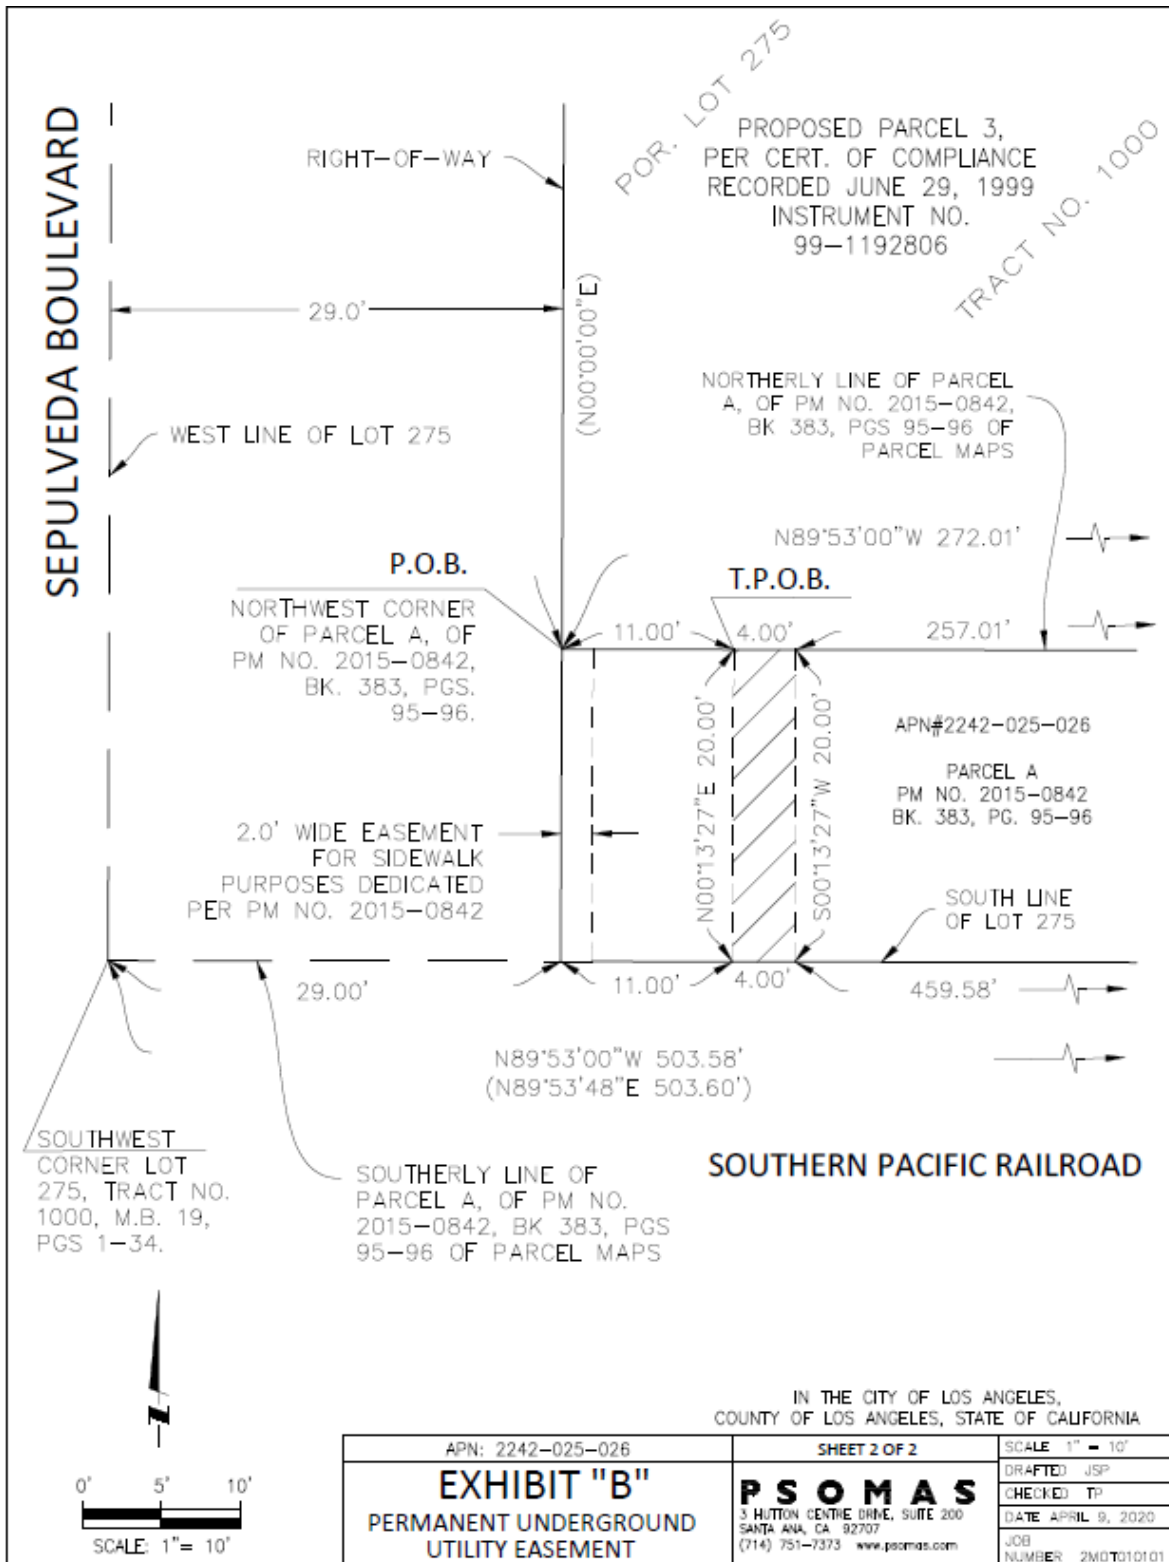 POR. LOT 275
SEPULVEDA BOULEVARD
PROPOSED PARCEL 3,
PER CERT. OF COMPLIANCE
RECORDED JUNE 29, 1999
INSTRUMENT NO.
99-1192806
TRACT NO. 1000
RIGHT-OF-WAY
29.0'
(N00°00'00"E)
WEST LINE OF LOT 275
NORTHERLY LINE OF PARCEL
A, OF PM NO. 2015-0842,
BK 383, PGS 95-96 OF
PARCEL MAPS
N89°53'00"W 272.01'
P.O.B.
T.P.O.B.
NORTHWEST CORNER
OF PARCEL A, OF
PM NO. 2015-0842,
BK. 383, PGS.
95-96.
11.00'
4.00'
257.01'
N00°13'27"E 20.00'
S00°13'27"W 20.00'
APN#2242-025-026
PARCEL A
PM NO. 2015-0842
BK. 383, PG. 95-96
2.0' WIDE EASEMENT
FOR SIDEWALK
PURPOSES DEDICATED
PER PM NO. 2015-0842
SOUTH LINE
OF LOT 275
29.00'
11.00'
4.00'
459.58'
N89°53'00"W 503.58'
(N89°53'48"E 503.60')
SOUTHWEST
CORNER LOT
275, TRACT NO.
1000, M.B. 19,
PGS 1-34.
SOUTHERLY LINE OF
PARCEL A, OF PM NO.
2015-0842, BK 383, PGS
95-96 OF PARCEL MAPS
SOUTHERN PACIFIC RAILROAD
Z
0' 5' 10'
SCALE: 1"= 10'
IN THE CITY OF LOS ANGELES,
COUNTY OF LOS ANGELES, STATE OF CALIFORNIA
APN: 2242-025-026
EXHIBIT "B"
PERMANENT UNDERGROUND
UTILITY EASEMENT
SHEET 2 OF 2
PSOMAS
3 HUTTON CENTRE DRIVE, SUITE 200
SANTA ANA, CA 92707
(714) 751-7373 www.psomas.com
SCALE 1" = 10'
DRAFTED JSP
CHECKED TP
DATE APRIL 9, 2020
JOB
NUMBER 2MOT010101